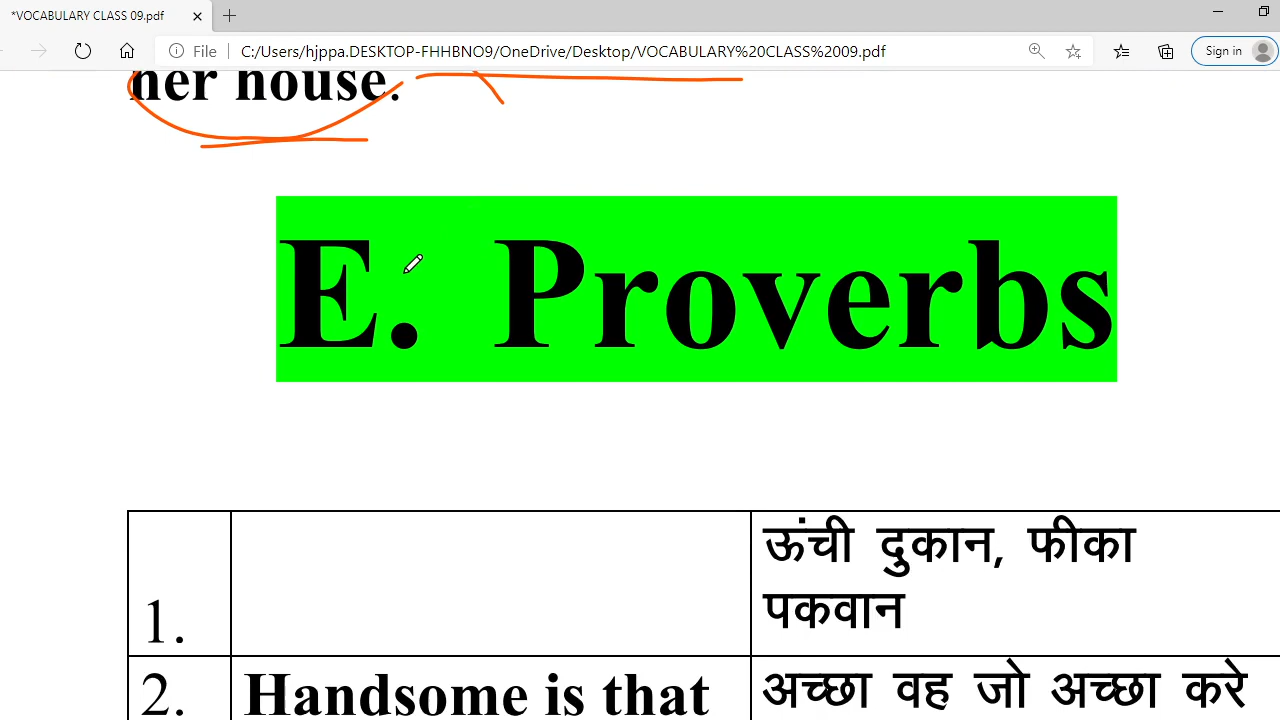 *VOCABULARY CLASS 09.pdf
File
C:/Users/hjppa.DESKTOP-FHHBNO9/OneDrive/Desktop/VOCABULARY%20CLASS%2009.pdf
Sign in
her house.
E. Proverbs
1.
ऊंची दुकान, फीका
पकवान
2.
Handsome is that
अच्छा वह जो अच्छा करे